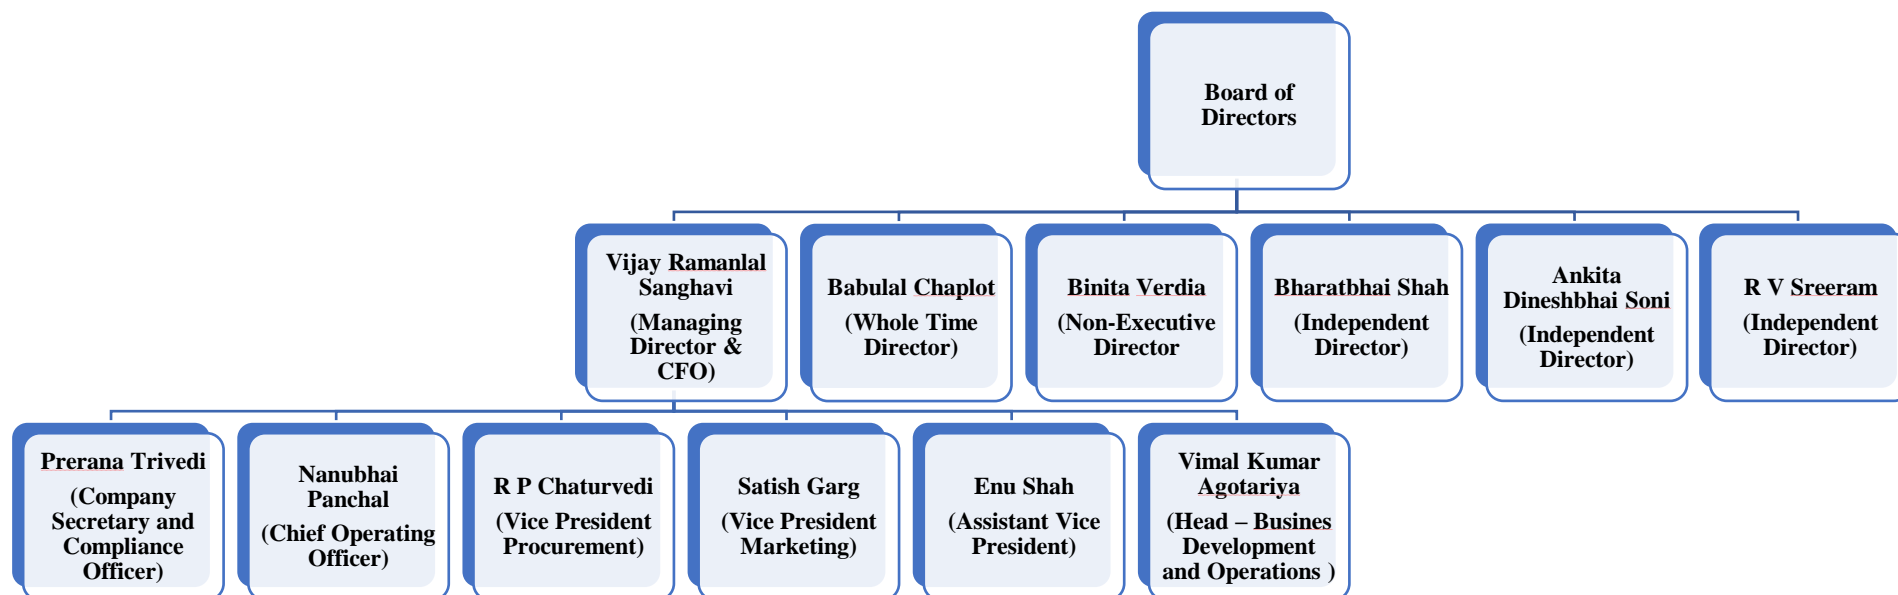 Board of
Directors
Vijay Ramanlal
Sanghavi
(Managing
Director &
CFO)
Babulal Chaplot
(Whole Time
Director)
Binita Verdia
(Non-Executive
Director
Bharatbhai Shah
(Independent
Director)
Ankita
Dineshbhai Soni
(Independent
Director)
R V Sreeram
(Independent
Director)
Prerana Trivedi
(Company
Secretary and
Compliance
Officer)
Nanubhai
Panchal
(Chief Operating
Officer)
R P Chaturvedi
(Vice President
Procurement)
Satish Garg
(Vice President
Marketing)
Enu Shah
(Assistant Vice
President)
Vimal Kumar
Agotariya
(Head – Busines
Development
and Operations )